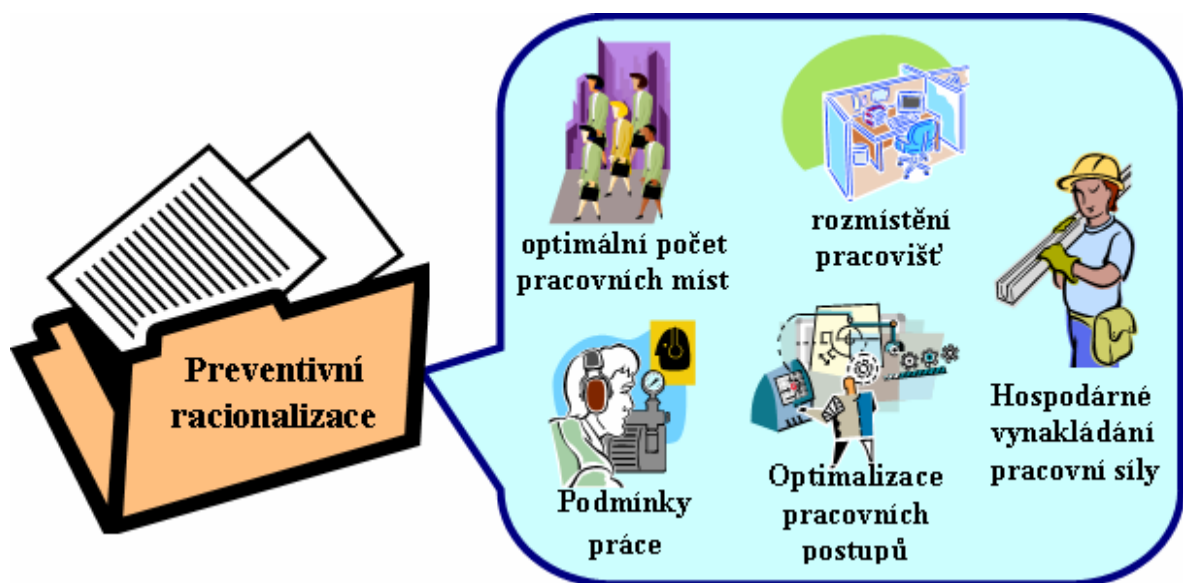 Preventivní
racionalizace
optimální počet
pracovních míst
rozmístění
pracovišť
Podmínky
práce
Optimalizace
pracovních
postupů
Hospodárné
vynakládání
pracovní síly